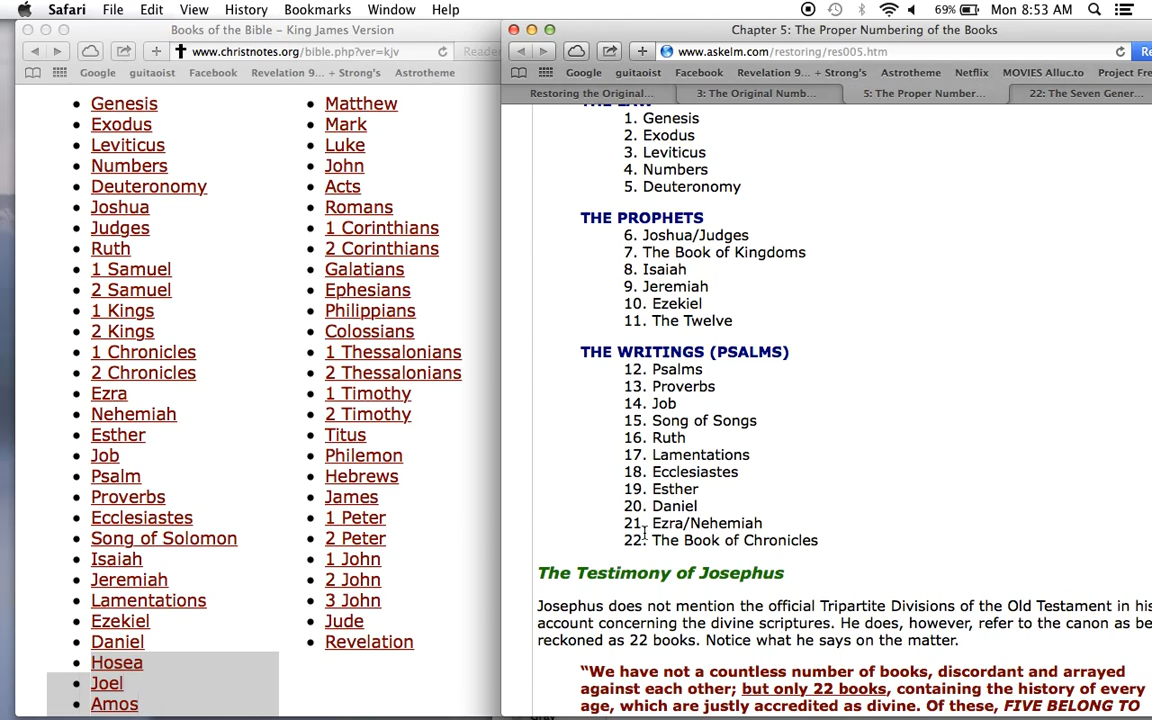 Safari File Edit View History Bookmarks Window Help 69% Mon 8:53 AM
Books of the Bible – King James Version
www.christnotes.org/bible.php?ver=kjv Reader
Google guitaoist Facebook Revelation 9... + Strong's Astrotheme
Genesis
Exodus
Leviticus
Numbers
Deuteronomy
Joshua
Judges
Ruth
1 Samuel
2 Samuel
1 Kings
2 Kings
1 Chronicles
2 Chronicles
Ezra
Nehemiah
Esther
Job
Psalm
Proverbs
Ecclesiastes
Song of Solomon
Isaiah
Jeremiah
Lamentations
Ezekiel
Daniel
Hosea
Joel
Amos
Matthew
Mark
Luke
John
Acts
Romans
1 Corinthians
2 Corinthians
Galatians
Ephesians
Philippians
Colossians
1 Thessalonians
2 Thessalonians
1 Timothy
2 Timothy
Titus
Philemon
Hebrews
James
1 Peter
2 Peter
1 John
2 John
3 John
Jude
Revelation
Chapter 5: The Proper Numbering of the Books
www.askelm.com/restoring/res005.htm Re
Google guitaoist Facebook Revelation 9... + Strong's Astrotheme Netflix MOVIES Alluc.to Project Fre
Restoring the Original... 3: The Original Numb... 5: The Proper Number... 22: The Seven Gener...
THE LAW
1. Genesis
2. Exodus
3. Leviticus
4. Numbers
5. Deuteronomy
THE PROPHETS
6. Joshua/Judges
7. The Book of Kingdoms
8. Isaiah
9. Jeremiah
10. Ezekiel
11. The Twelve
THE WRITINGS (PSALMS)
12. Psalms
13. Proverbs
14. Job
15. Song of Songs
16. Ruth
17. Lamentations
18. Ecclesiastes
19. Esther
20. Daniel
21. Ezra/Nehemiah
22. The Book of Chronicles
The Testimony of Josephus
Josephus does not mention the official Tripartite Divisions of the Old Testament in his
account concerning the divine scriptures. He does, however, refer to the canon as be
reckoned as 22 books. Notice what he says on the matter.
“We have not a countless number of books, discordant and arrayed
against each other; but only 22 books, containing the history of every
age, which are justly accredited as divine. Of these, FIVE BELONG TO